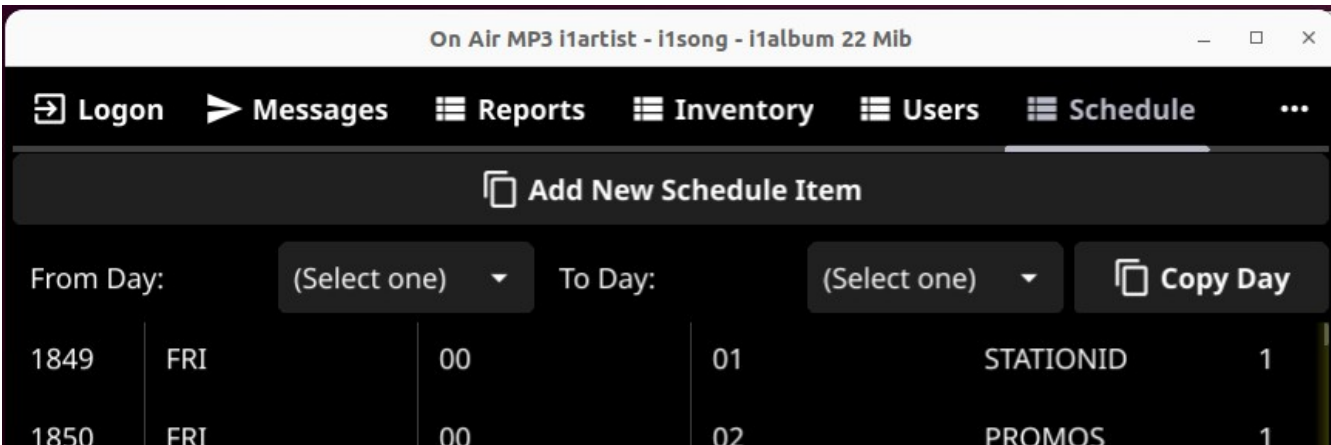 On Air MP3 i1artist - i1song - i1album 22 Mib
Logon Messages Reports Inventory Users Schedule
Add New Schedule Item
From Day: (Select one) To Day: (Select one) Copy Day
1849 FRI 00 01 STATIONID 1
1850 FRI 00 02 PROMOS 1